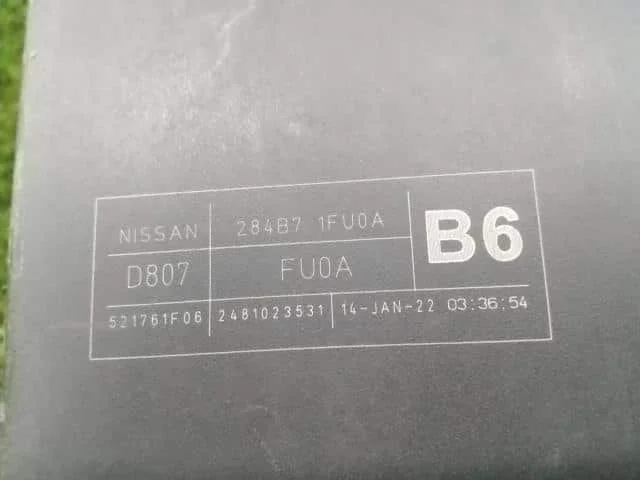 NISSAN 284B7 1FU0A B6
D807 FU0A
521761F06 2481023531 14-JAN-22 03:36:54